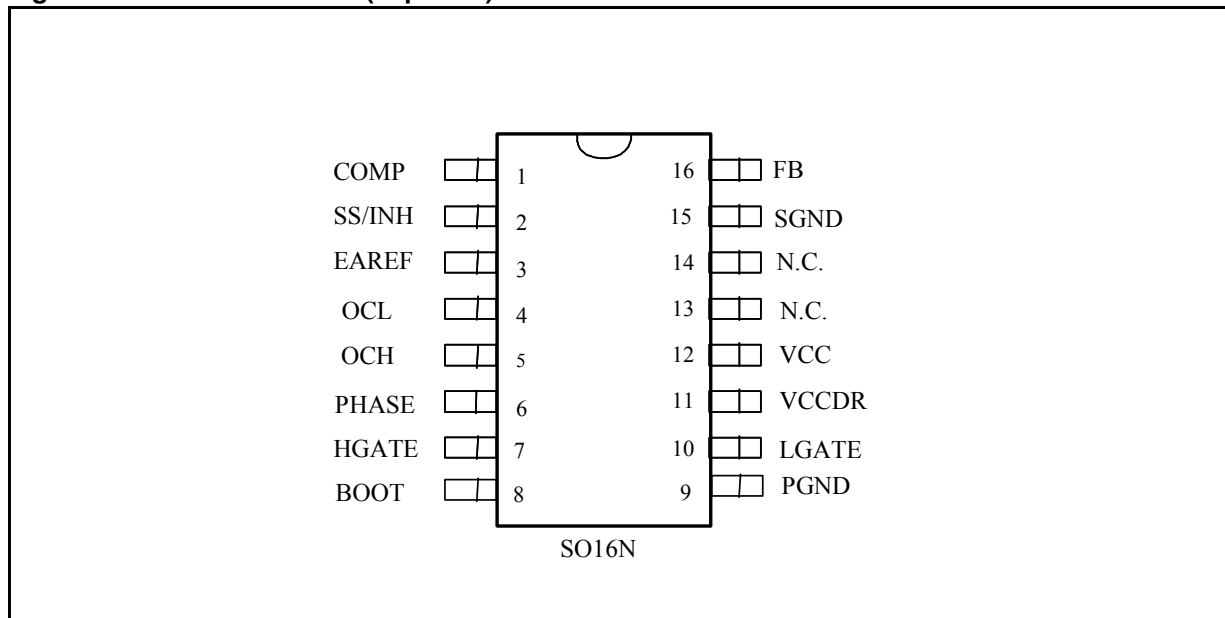 COMP 1 16 FB
SS/INH 2 15 SGND
EAREF 3 14 N.C.
OCL 4 13 N.C.
OCH 5 12 VCC
PHASE 6 11 VCCDR
HGATE 7 10 LGATE
BOOT 8 9 PGND
SO16N